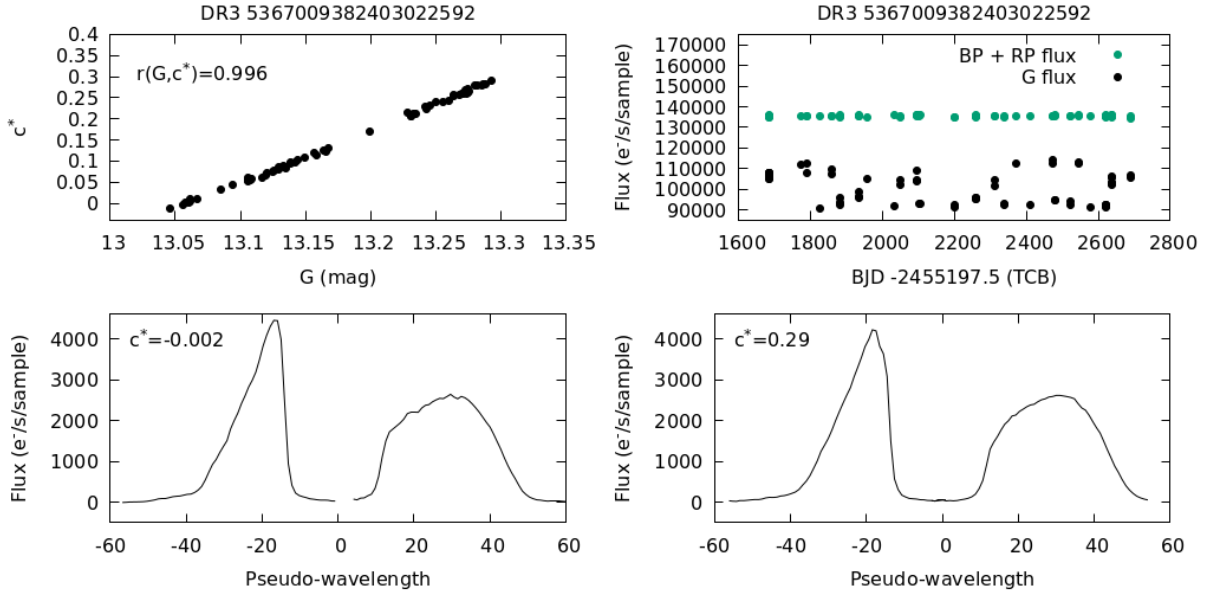 DR3 5367009382403022592
0.4
0.35
0.3
0.25
0.2
0.15
0.1
0.05
0
c*
r(G,c*)=0.996
13 13.05 13.1 13.15 13.2 13.25 13.3 13.35
G (mag)
DR3 5367009382403022592
170000
160000
150000
140000
130000
120000
110000
100000
90000
Flux (e-/s/sample)
BP + RP flux
G flux
1600 1800 2000 2200 2400 2600 2800
BJD -2455197.5 (TCB)
4000
3000
2000
1000
0
Flux (e-/s/sample)
c*=-0.002
-60 -40 -20 0 20 40 60
Pseudo-wavelength
4000
3000
2000
1000
0
Flux (e-/s/sample)
c*=0.29
-60 -40 -20 0 20 40 60
Pseudo-wavelength